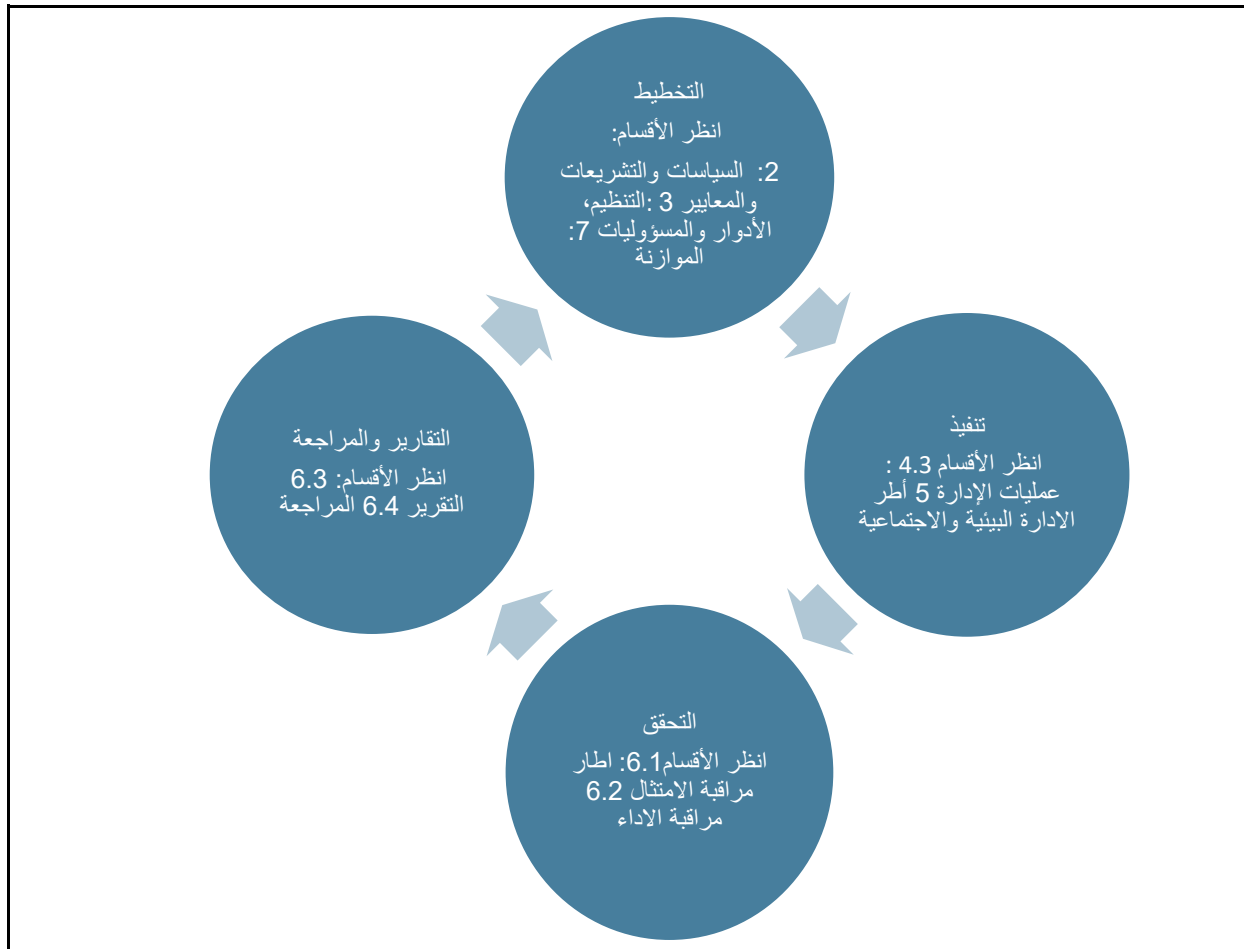 التخطيط
انظر الأقسام:
2: السياسات والتشريعات
والمعايير 3 :التنظيم،
الأدوار والمسؤوليات 7:
الموازنة
تنفيذ
انظر الأقسام 4.3 :
عمليات الإدارة 5 أطر
الادارة البيئية والاجتماعية
التحقق
انظر الأقسام6.1: اطار
مراقبة الامتثال 6.2
مراقبة الاداء
التقارير والمراجعة
انظر الأقسام: 6.3
التقرير 6.4 المراجعة